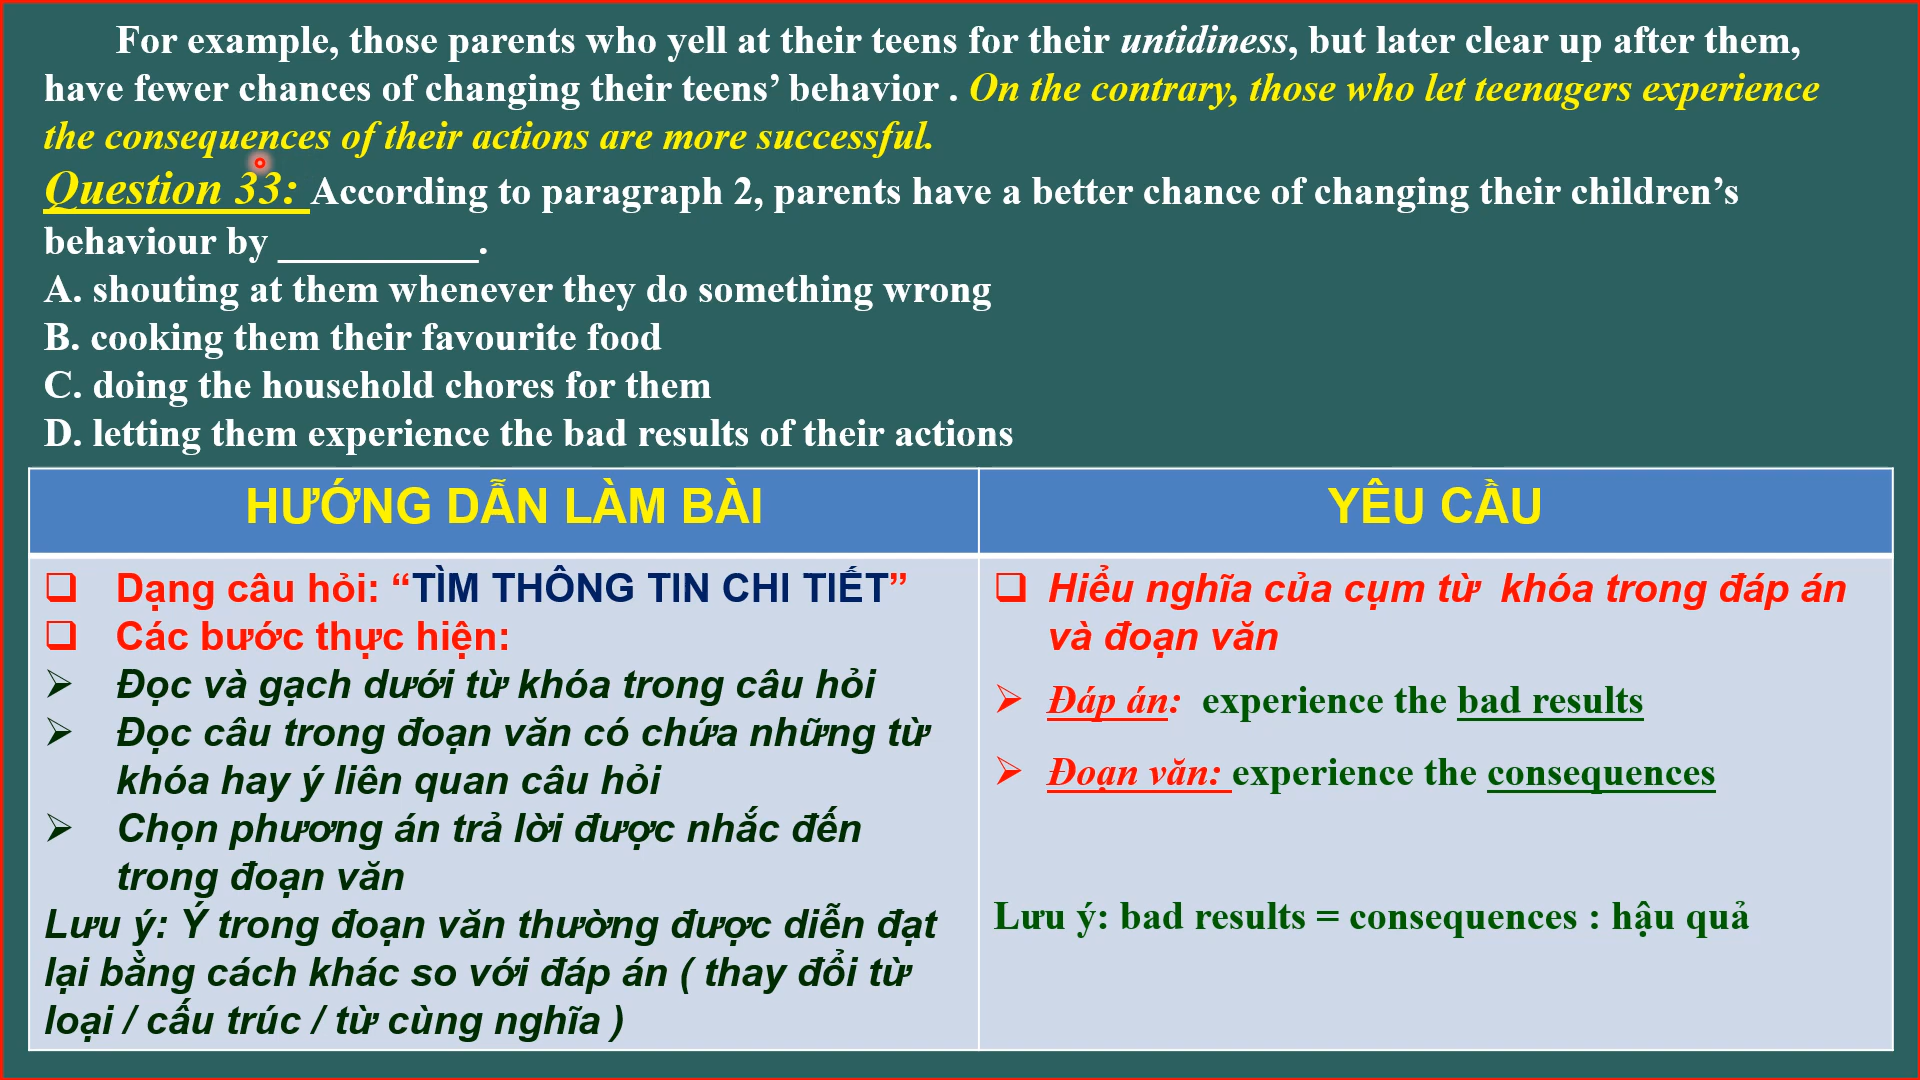 For example, those parents who yell at their teens for their untidiness, but later clear up after them,
have fewer chances of changing their teens’ behavior . On the contrary, those who let teenagers experience
the consequences of their actions are more successful.
Question 33: According to paragraph 2, parents have a better chance of changing their children’s
behaviour by __________.
A. shouting at them whenever they do something wrong
B. cooking them their favourite food
C. doing the household chores for them
D. letting them experience the bad results of their actions
HƯỚNG DẪN LÀM BÀI
❑ Dạng câu hỏi: “TÌM THÔNG TIN CHI TIẾT”
❑ Các bước thực hiện:
➢ Đọc và gạch dưới từ khóa trong câu hỏi
➢ Đọc câu trong đoạn văn có chứa những từ
khóa hay ý liên quan câu hỏi
➢ Chọn phương án trả lời được nhắc đến
trong đoạn văn
Lưu ý: Ý trong đoạn văn thường được diễn đạt
lại bằng cách khác so với đáp án ( thay đổi từ
loại / cấu trúc / từ cùng nghĩa )
YÊU CẦU
❑ Hiểu nghĩa của cụm từ khóa trong đáp án
và đoạn văn
➢ Đáp án: experience the bad results
➢ Đoạn văn: experience the consequences
Lưu ý: bad results = consequences : hậu quả